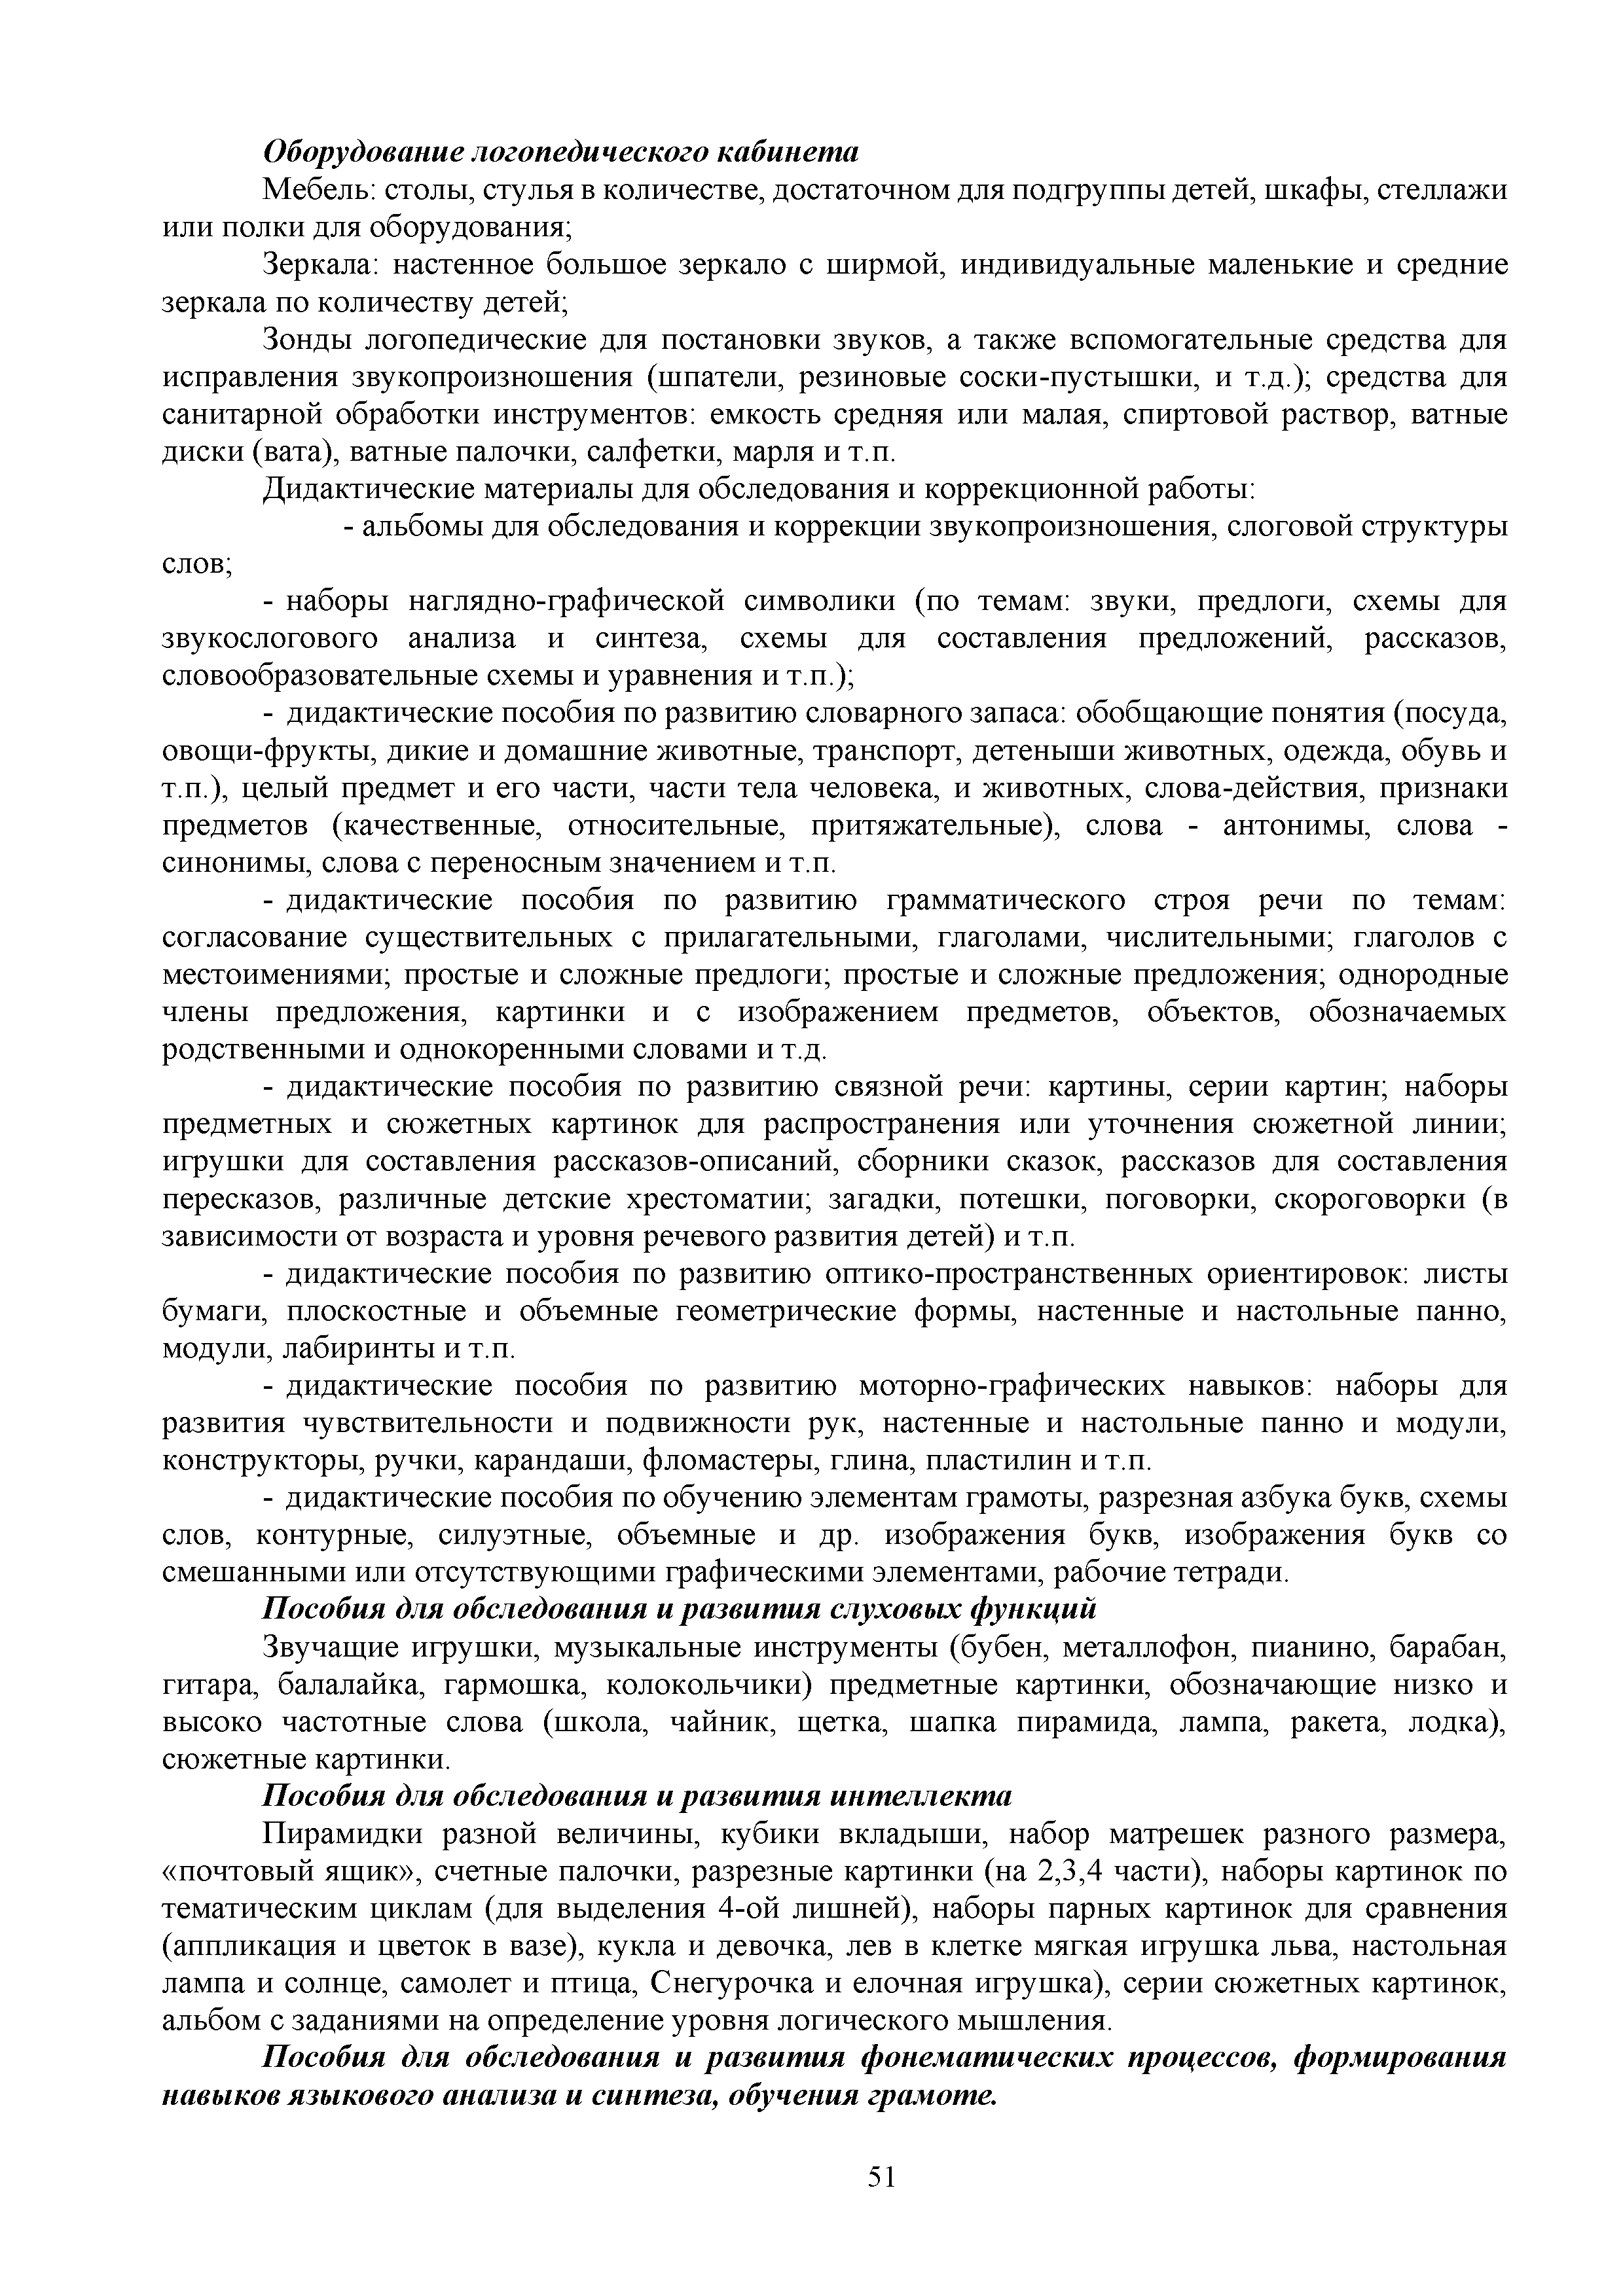 Оборудование логопедического кабинета
Мебель: столы, стулья в количестве, достаточном для подгруппы детей, шкафы, стеллажи
или полки для оборудования;
Зеркала: настенное большое зеркало с ширмой, индивидуальные маленькие и средние
зеркала по количеству детей;
Зонды логопедические для постановки звуков, а также вспомогательные средства для
исправления звукопроизношения (шпатели, резиновые соски-пустышки, и т.д.); средства для
санитарной обработки инструментов: емкость средняя или малая, спиртовой раствор, ватные
диски (вата), ватные палочки, салфетки, марля и т.п.
Дидактические материалы для обследования и коррекционной работы:
- альбомы для обследования и коррекции звукопроизношения, слоговой структуры
слов;
- наборы наглядно-графической символики (по темам: звуки, предлоги, схемы для
звукослогового анализа и синтеза, схемы для составления предложений, рассказов,
словообразовательные схемы и уравнения и т.п.);
- дидактические пособия по развитию словарного запаса: обобщающие понятия (посуда,
овощи-фрукты, дикие и домашние животные, транспорт, детеныши животных, одежда, обувь и
т.п.), целый предмет и его части, части тела человека, и животных, слова-действия, признаки
предметов (качественные, относительные, притяжательные), слова - антонимы, слова -
синонимы, слова с переносным значением и т.п.
- дидактические пособия по развитию грамматического строя речи по темам:
согласование существительных с прилагательными, глаголами, числительными; глаголов с
местоимениями; простые и сложные предлоги; простые и сложные предложения; однородные
члены предложения, картинки и с изображением предметов, объектов, обозначаемых
родственными и однокоренными словами и т.д.
- дидактические пособия по развитию связной речи: картины, серии картин; наборы
предметных и сюжетных картинок для распространения или уточнения сюжетной линии;
игрушки для составления рассказов-описаний, сборники сказок, рассказов для составления
пересказов, различные детские хрестоматии; загадки, потешки, поговорки, скороговорки (в
зависимости от возраста и уровня речевого развития детей) и т.п.
- дидактические пособия по развитию оптико-пространственных ориентировок: листы
бумаги, плоскостные и объемные геометрические формы, настенные и настольные панно,
модули, лабиринты и т.п.
- дидактические пособия по развитию моторно-графических навыков: наборы для
развития чувствительности и подвижности рук, настенные и настольные панно и модули,
конструкторы, ручки, карандаши, фломастеры, глина, пластилин и т.п.
- дидактические пособия по обучению элементам грамоты, разрезная азбука букв, схемы
слов, контурные, силуэтные, объемные и др. изображения букв, изображения букв со
смешанными или отсутствующими графическими элементами, рабочие тетради.
Пособия для обследования и развития слуховых функций
Звучащие игрушки, музыкальные инструменты (бубен, металлофон, пианино, барабан,
гитара, балалайка, гармошка, колокольчики) предметные картинки, обозначающие низко и
высоко частотные слова (школа, чайник, щетка, шапка пирамида, лампа, ракета, лодка),
сюжетные картинки.
Пособия для обследования и развития интеллекта
Пирамидки разной величины, кубики вкладыши, набор матрешек разного размера,
«почтовый ящик», счетные палочки, разрезные картинки (на 2,3,4 части), наборы картинок по
тематическим циклам (для выделения 4-ой лишней), наборы парных картинок для сравнения
(аппликация и цветок в вазе), кукла и девочка, лев в клетке мягкая игрушка льва, настольная
лампа и солнце, самолет и птица, Снегурочка и елочная игрушка), серии сюжетных картинок,
альбом с заданиями на определение уровня логического мышления.
Пособия для обследования и развития фонематических процессов, формирования
навыков языкового анализа и синтеза, обучения грамоте.
51